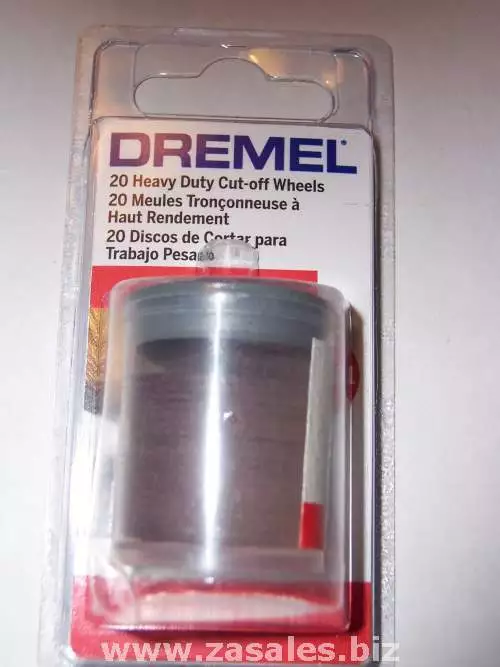 DREMEL
20 Heavy Duty Cut-off Wheels
20 Meules Tronçonneuse à
Haut Rendement
20 Discos de Cortar para
Trabajo Pesado
www.zasales.biz